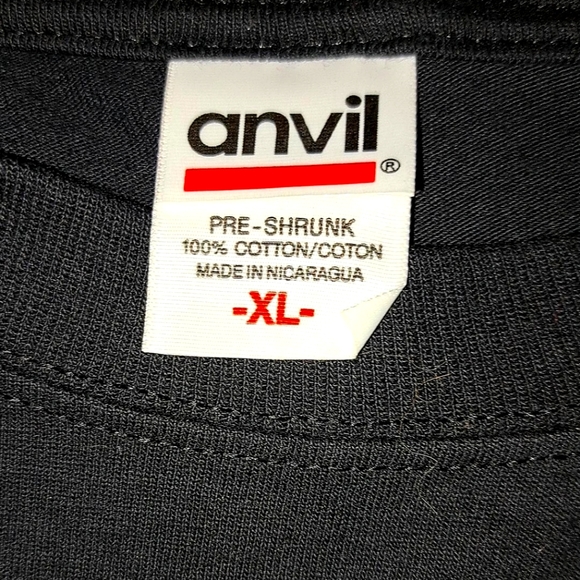 anvil
®
PRE-SHRUNK
100% COTTON/COTON
MADE IN NICARAGUA
-XL-